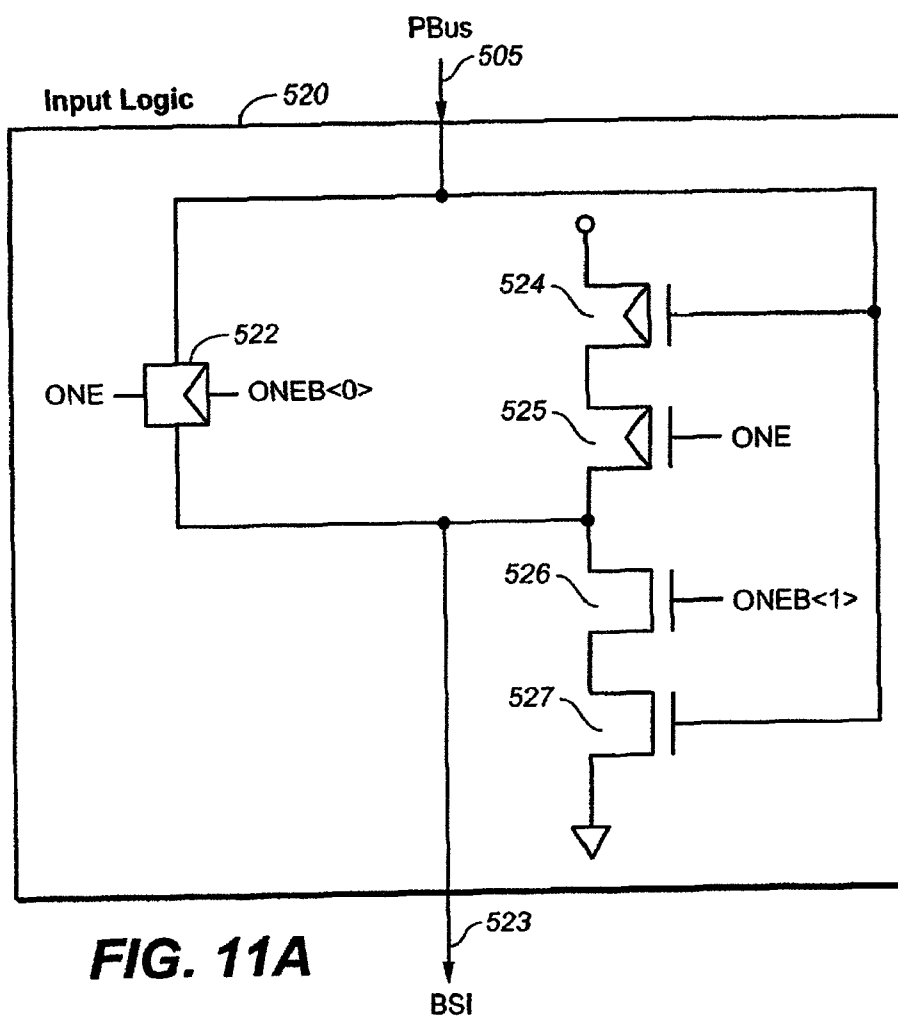 PBus
505
Input Logic
520
524
522
ONE
ONEB<0>
525
ONE
526
ONEB<1>
527
523
FIG. 11A
BSI